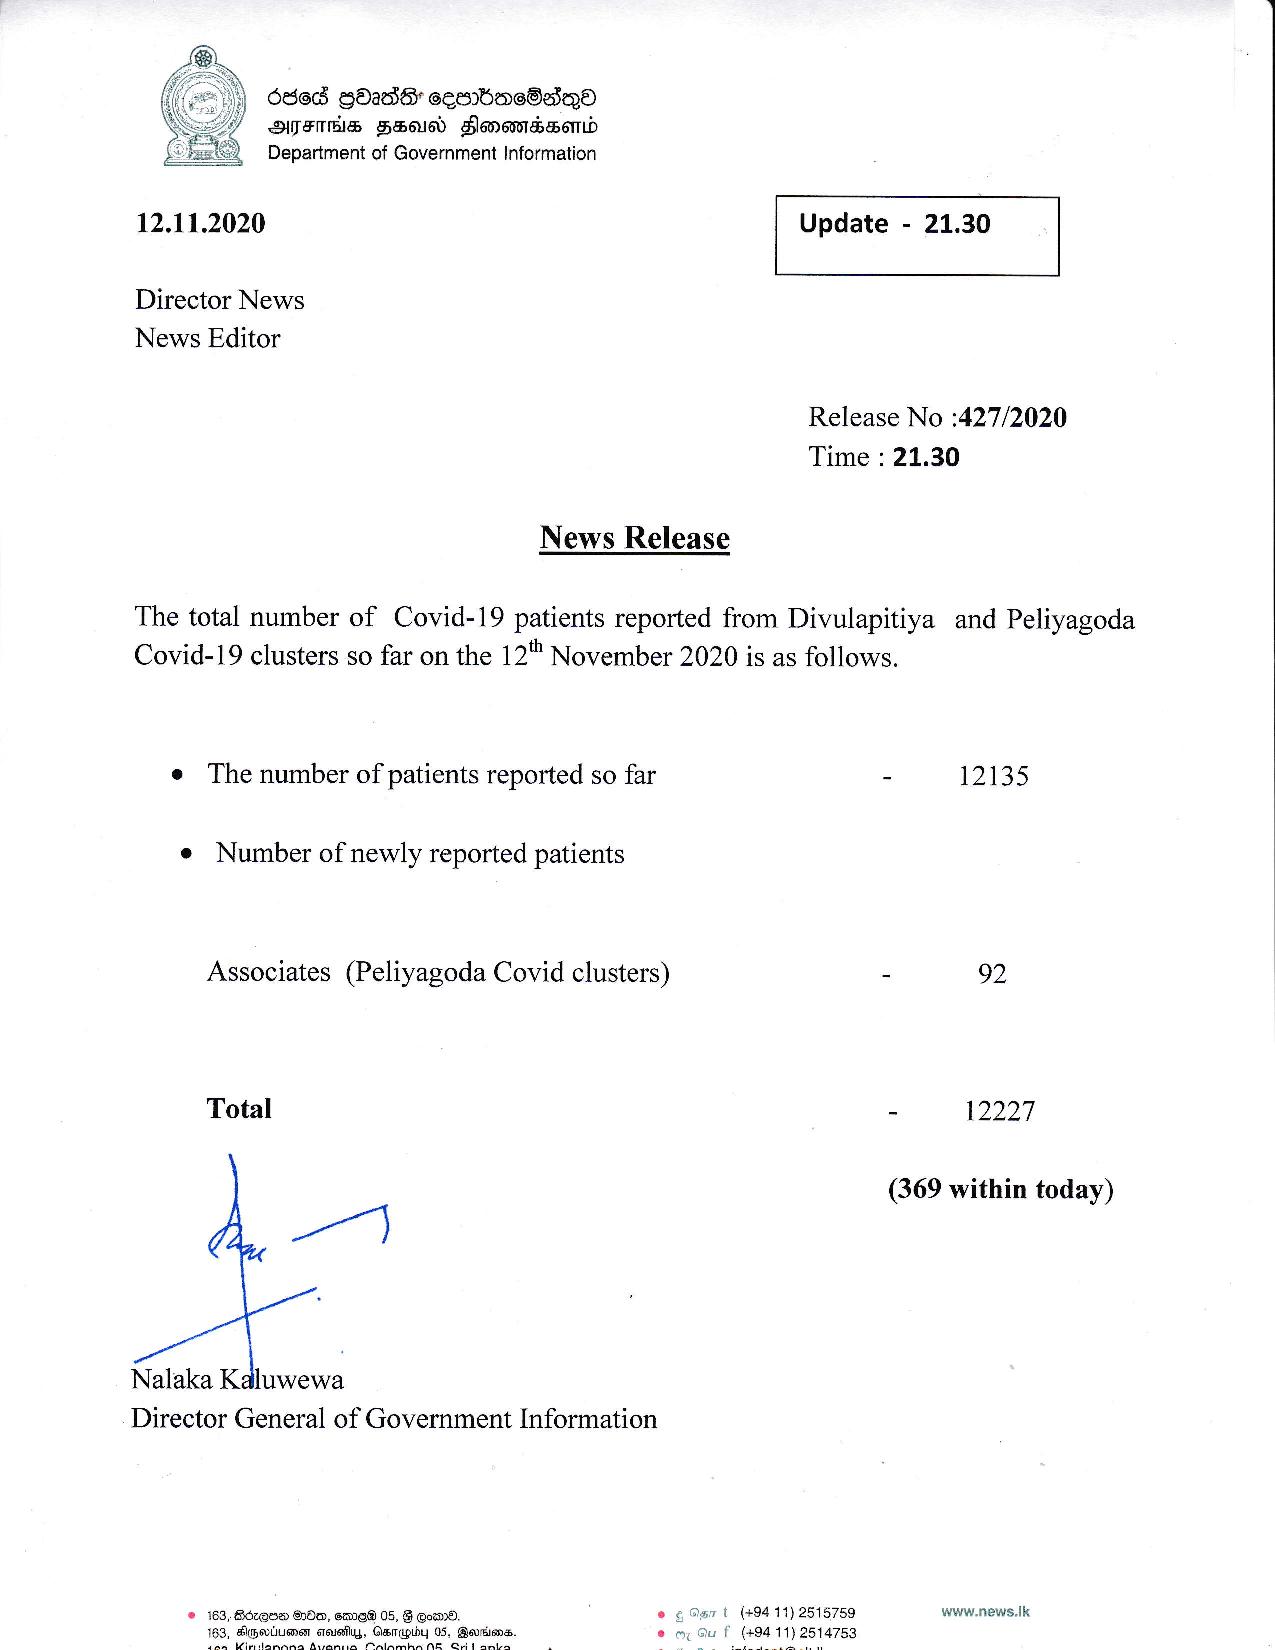 රජයේ ප්‍රවෘත්ති දෙපාර්තමේන්තුව
அரசாங்க தகவல் திணைக்களம்
Department of Government Information
12.11.2020
Update - 21.30
Director News
News Editor
Release No :427/2020
Time : 21.30
News Release
The total number of Covid-19 patients reported from Divulapitiya and Peliyagoda
Covid-19 clusters so far on the 12th November 2020 is as follows.
• The number of patients reported so far - 12135
• Number of newly reported patients
Associates (Peliyagoda Covid clusters) - 92
Total - 12227
(369 within today)
Nalaka Kaluwewa
Director General of Government Information
• 163, කිරුලපන මාවත, කොළඹ 05, ශ්‍රී ලංකාව.
163, கிருலப்பனை எவனியூ, கொழும்பு 05, இலங்கை.
163, Kirulapona Avenue, Colombo 05, Sri Lanka
• (+94 11) 2515759
• (+94 11) 2514753
www.news.lk